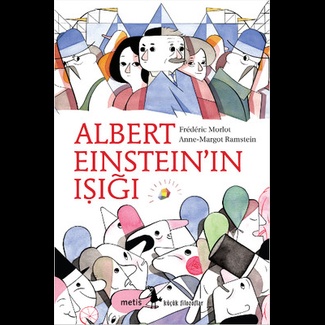 ALBERT
Frédéric Morlot
Anne-Margot Ramstein
EINSTEIN'IN
IŞIĞI
metis
küçük filozoflar